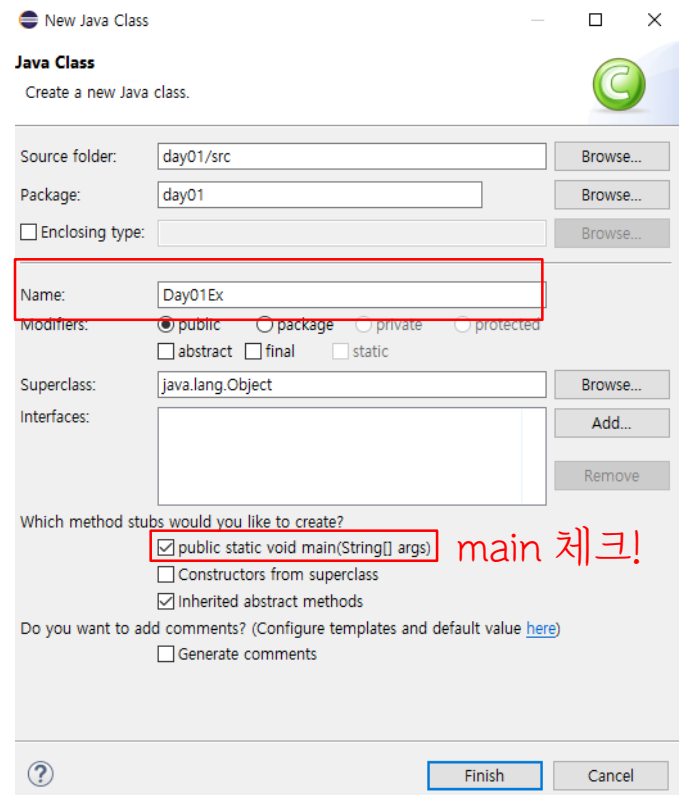 New Java Class
Java Class
Create a new Java class.
Source folder: day01/src Browse...
Package: day01 Browse...
Enclosing type: Browse...
Name: Day01Ex
Modifiers: public package private protected
abstract final static
Superclass: java.lang.Object Browse...
Interfaces: Add...
Remove
Which method stubs would you like to create?
public static void main(String[] args) main 체크!
Constructors from superclass
Inherited abstract methods
Do you want to add comments? (Configure templates and default value here)
Generate comments
? Finish Cancel